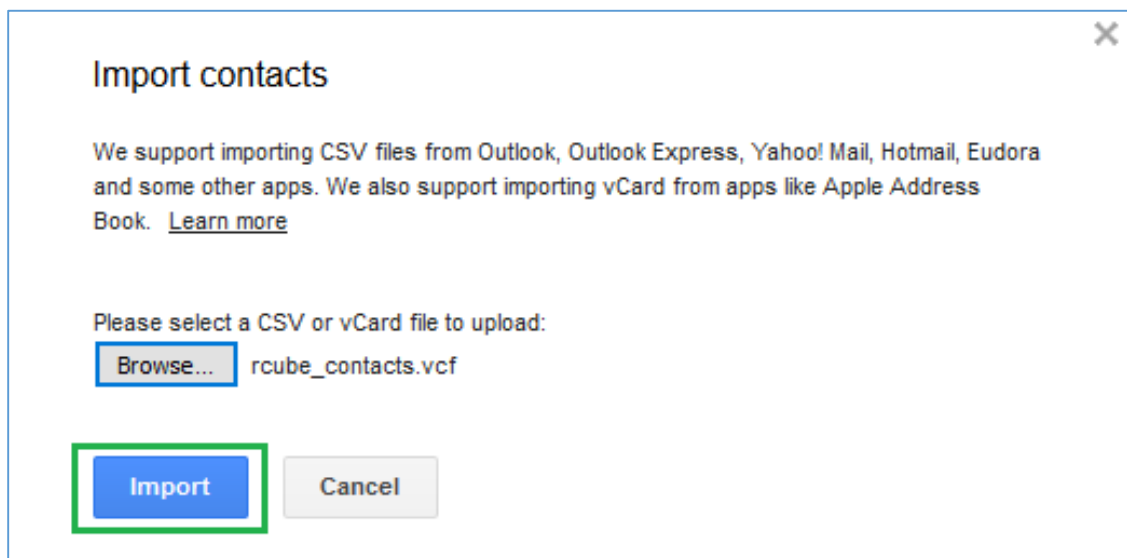 Import contacts
We support importing CSV files from Outlook, Outlook Express, Yahoo! Mail, Hotmail, Eudora
and some other apps. We also support importing vCard from apps like Apple Address
Book. Learn more
Please select a CSV or vCard file to upload:
Browse... rcube_contacts.vcf
Import Cancel